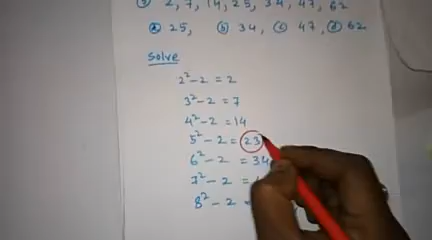 2, 7, 14, 25, 34, 47, 62
ⓐ 25, ⓑ 34, ⓒ 47, ⓓ 62
Solve
2² - 2 = 2
3² - 2 = 7
4² - 2 = 14
5² - 2 = 23
6² - 2 = 34
7² - 2 =
8² - 2 =